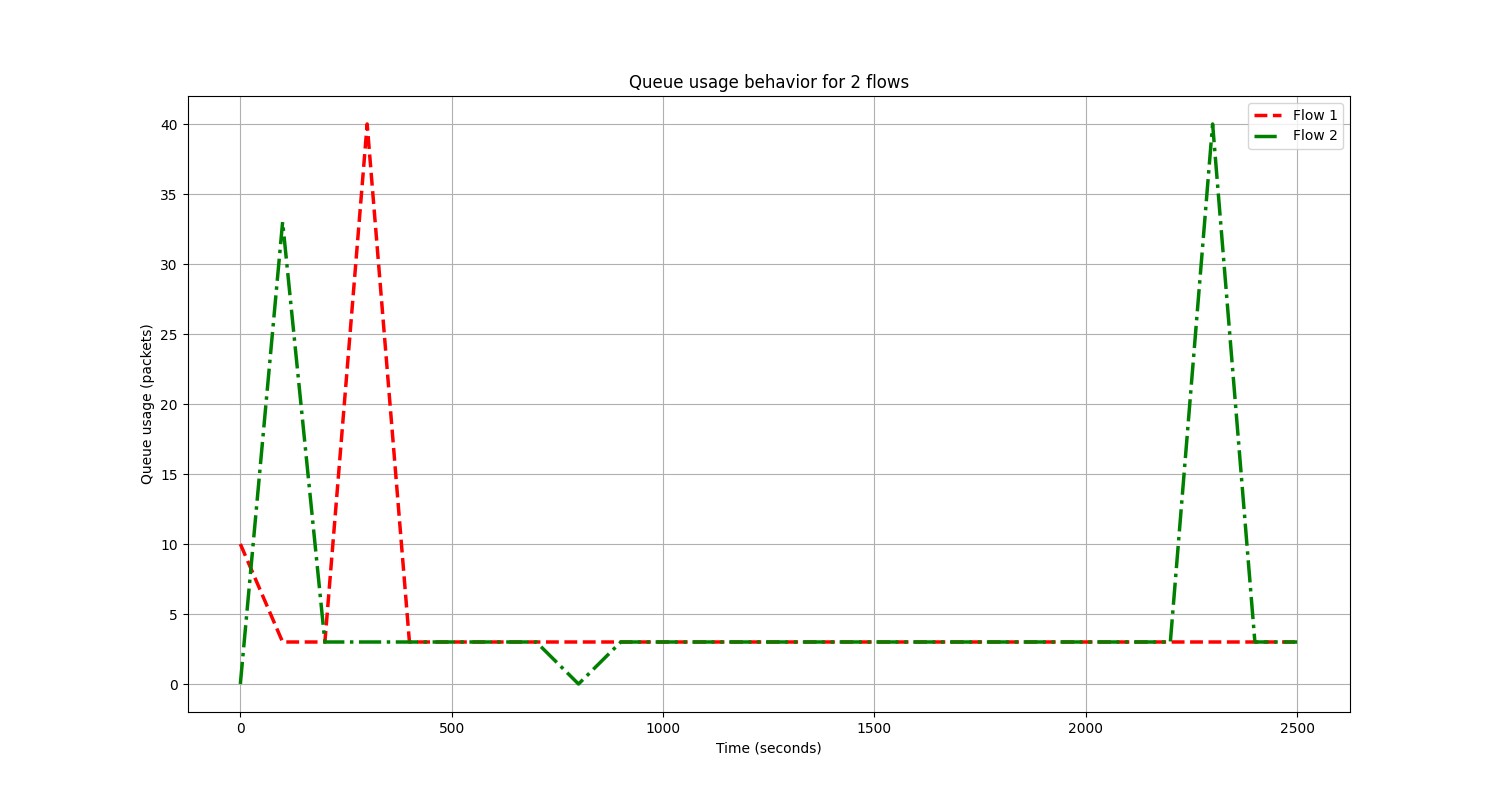 Queue usage behavior for 2 flows
Flow 1
Flow 2
Queue usage (packets)
40
35
30
25
20
15
10
5
0
0 500 1000 1500 2000 2500
Time (seconds)